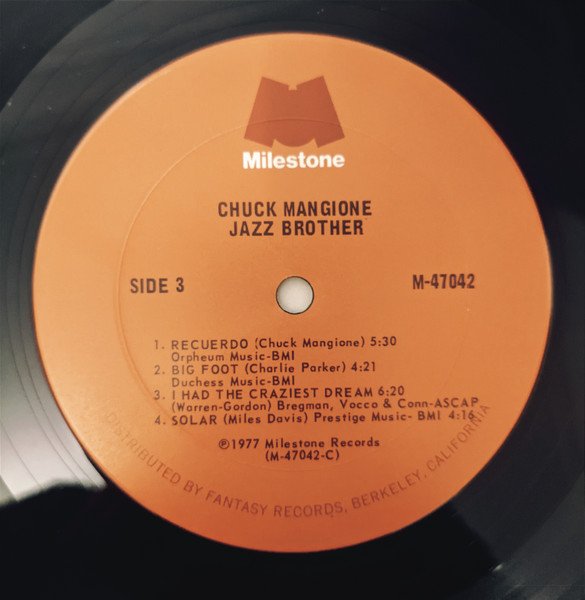 Milestone
CHUCK MANGIONE
JAZZ BROTHER
SIDE 3
M-47042
1. RECUERDO (Chuck Mangione) 5:30
Orpheum Music-BMI
2. BIG FOOT (Charlie Parker) 4:21
Duchess Music-BMI
3. I HAD THE CRAZIEST DREAM 6:20
(Warren-Gordon) Bregman, Vocco & Conn-ASCAP
4. SOLAR (Miles Davis) Prestige Music- BMI 4:16
℗1977 Milestone Records
(M-47042-C)
DISTRIBUTED BY FANTASY RECORDS, BERKELEY, CALIFORNIA